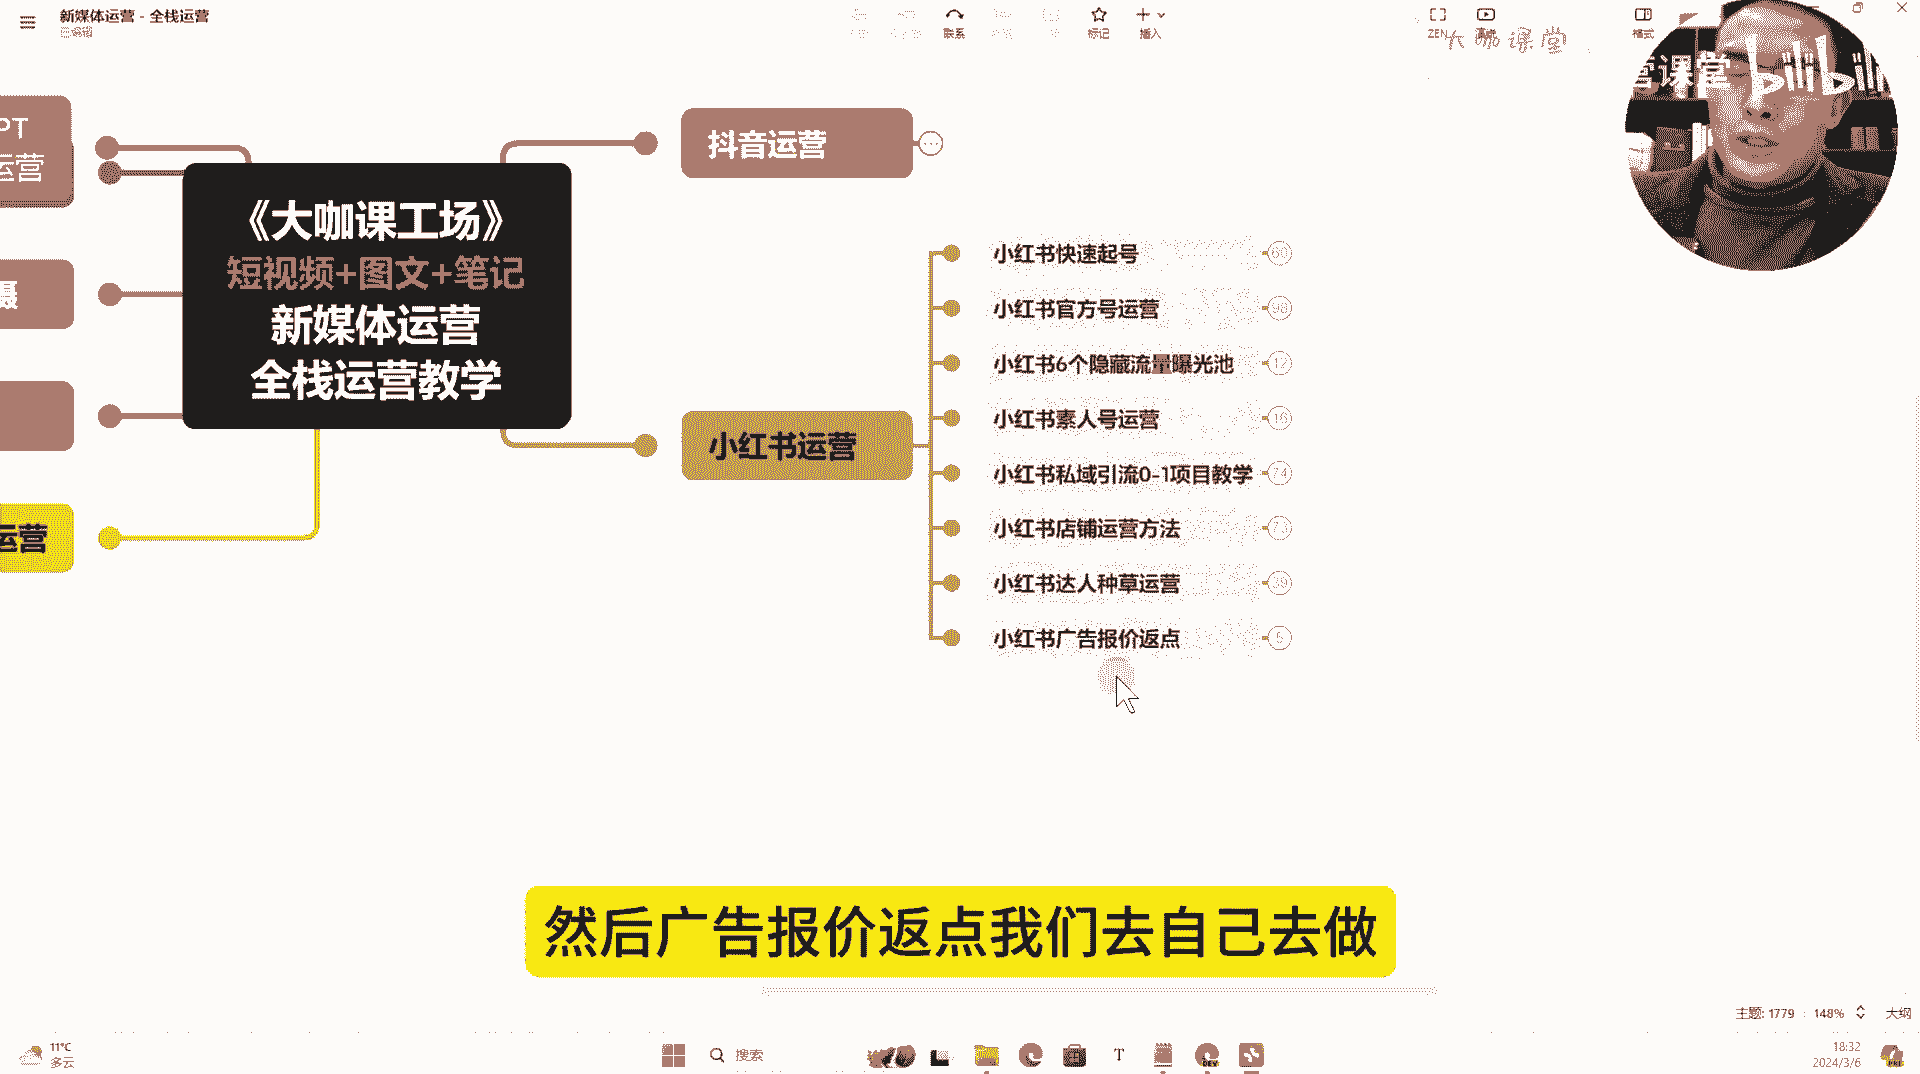 新媒体运营 - 全栈运营
已编辑
联系
标记
插入
ZEN
演说
格式
大咖课堂
营课堂 bilibili
PT
运营
摄
运营
《大咖课工场》
短视频+图文+笔记
新媒体运营
全栈运营教学
抖音运营
小红书运营
小红书快速起号 60
小红书官方号运营 98
小红书6个隐藏流量曝光池 12
小红书素人号运营 16
小红书私域引流0-1项目教学 74
小红书店铺运营方法 73
小红书达人种草运营 39
小红书广告报价返点 5
然后广告报价返点我们去自己去做
主题: 1779
148%
大纲
11°C
多云
搜索
T
DEV
18:32
2024/3/6
PRE